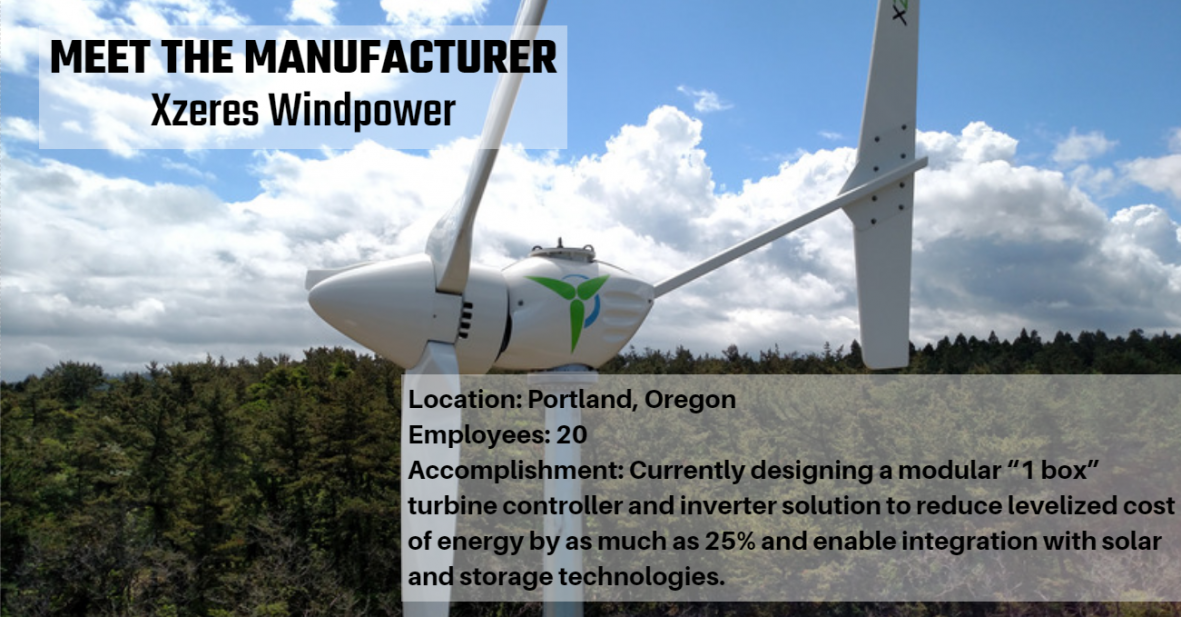 MEET THE MANUFACTURER
Xzeres Windpower
XZ
Location: Portland, Oregon
Employees: 20
Accomplishment: Currently designing a modular “1 box”
turbine controller and inverter solution to reduce levelized cost
of energy by as much as 25% and enable integration with solar
and storage technologies.